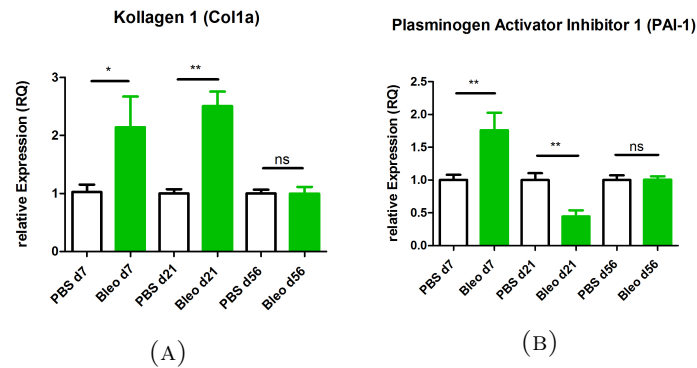 Kollagen 1 (Col1a)
relative Expression (RQ)
3
2
1
0
*
**
ns
PBS d7
Bleo d7
PBS d21
Bleo d21
PBS d56
Bleo d56
(A)
Plasminogen Activator Inhibitor 1 (PAI-1)
relative Expression (RQ)
2.5
2.0
1.5
1.0
0.5
0.0
**
**
ns
PBS d7
Bleo d7
PBS d21
Bleo d21
PBS d56
Bleo d56
(B)